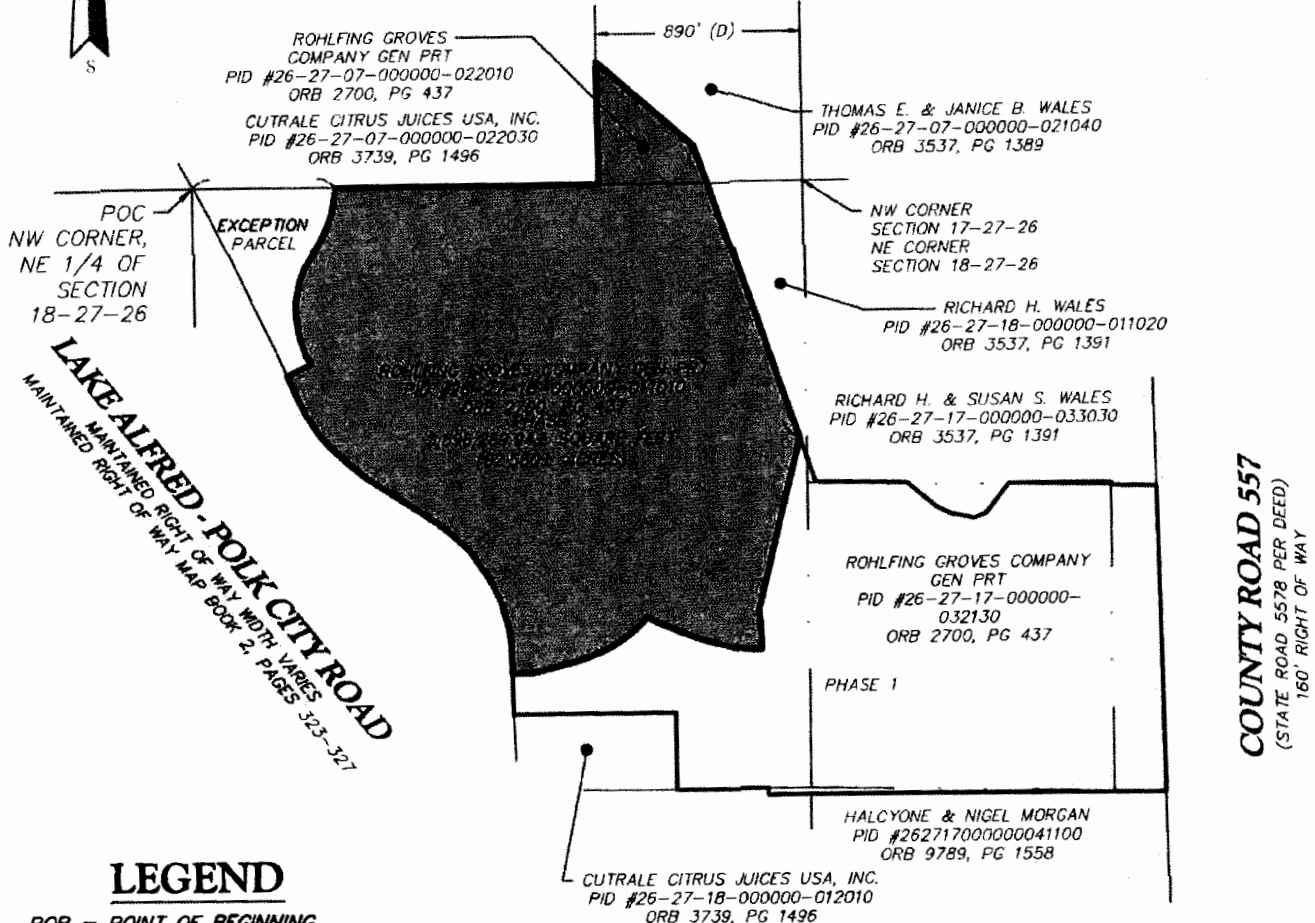 S
890' (D)
ROHLFING GROVES
COMPANY GEN PRT
PID #26-27-07-000000-022010
ORB 2700, PG 437
CUTRALE CITRUS JUICES USA, INC.
PID #26-27-07-000000-022030
ORB 3739, PG 1496
THOMAS E. & JANICE B. WALES
PID #26-27-07-000000-021040
ORB 3537, PG 1389
POC
NW CORNER,
NE 1/4 OF
SECTION
18-27-26
EXCEPTION
PARCEL
NW CORNER
SECTION 17-27-26
NE CORNER
SECTION 18-27-26
RICHARD H. WALES
PID #26-27-18-000000-011020
ORB 3537, PG 1391
ROHLFING GROVES COMPANY GEN PRT
RICHARD H. & SUSAN S. WALES
PID #26-27-17-000000-033030
ORB 3537, PG 1391
LAKE ALFRED - POLK CITY ROAD
MAINTAINED RIGHT OF WAY WIDTH VARIES
MAINTAINED RIGHT OF WAY MAP BOOK 2, PAGES 323-327
ROHLFING GROVES COMPANY
GEN PRT
PID #26-27-17-000000-
032130
ORB 2700, PG 437
PHASE 1
COUNTY ROAD 557
(STATE ROAD 5578 PER DEED)
160' RIGHT OF WAY
HALCYONE & NIGEL MORGAN
PID #262717000000041100
ORB 9789, PG 1558
CUTRALE CITRUS JUICES USA, INC.
PID #26-27-18-000000-012010
ORB 3739, PG 1496
LEGEND
POB = POINT OF BEGINNING